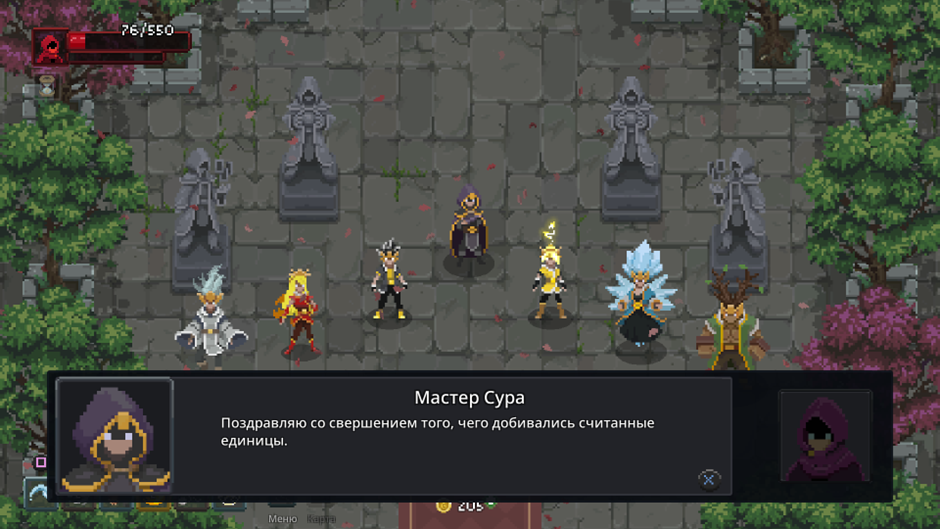 76/550
Мастер Сура
Поздравляю со свершением того, чего добивались считанные
единицы.
205
Меню